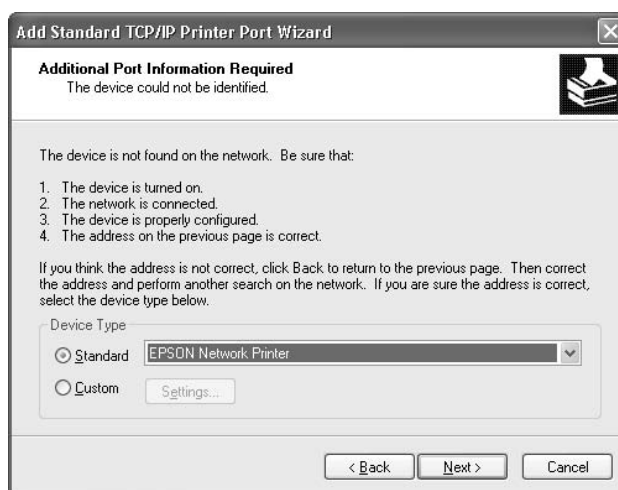 Add Standard TCP/IP Printer Port Wizard
Additional Port Information Required
The device could not be identified.
The device is not found on the network. Be sure that:
1. The device is turned on.
2. The network is connected.
3. The device is properly configured.
4. The address on the previous page is correct.
If you think the address is not correct, click Back to return to the previous page. Then correct
the address and perform another search on the network. If you are sure the address is correct,
select the device type below.
Device Type
Standard
EPSON Network Printer
Custom
Settings...
< Back
Next >
Cancel